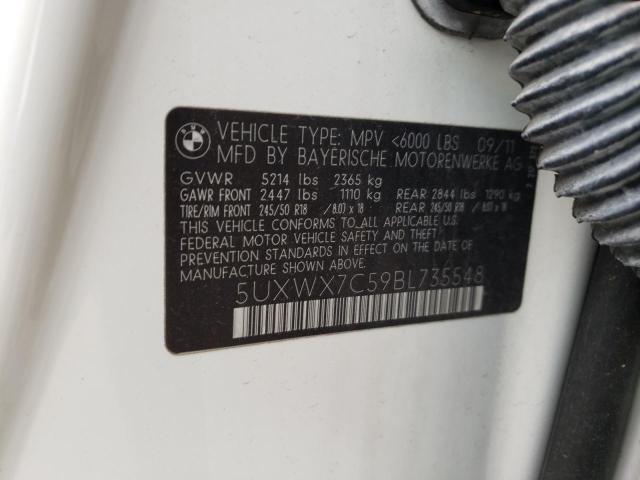 BMW
VEHICLE TYPE: MPV <6000 LBS 09/11
MFD BY BAYERISCHE MOTORENWERKE AG
GVWR 5214 lbs 2365 kg
GAWR FRONT 2447 lbs 1110 kg REAR 2844 lbs 1290 kg
TIRE/RIM FRONT 245/50 R18 /8.0J x 18 REAR 245/50 R18 / 8.0J x 18
THIS VEHICLE CONFORMS TO ALL APPLICABLE
FEDERAL MOTOR VEHICLE SAFETY AND THEFT
PREVENTION STANDARDS IN EFFECT ON THE DATE OF
MANUFACTURE SHOWN ABOVE
5UXWX7C59BL735548